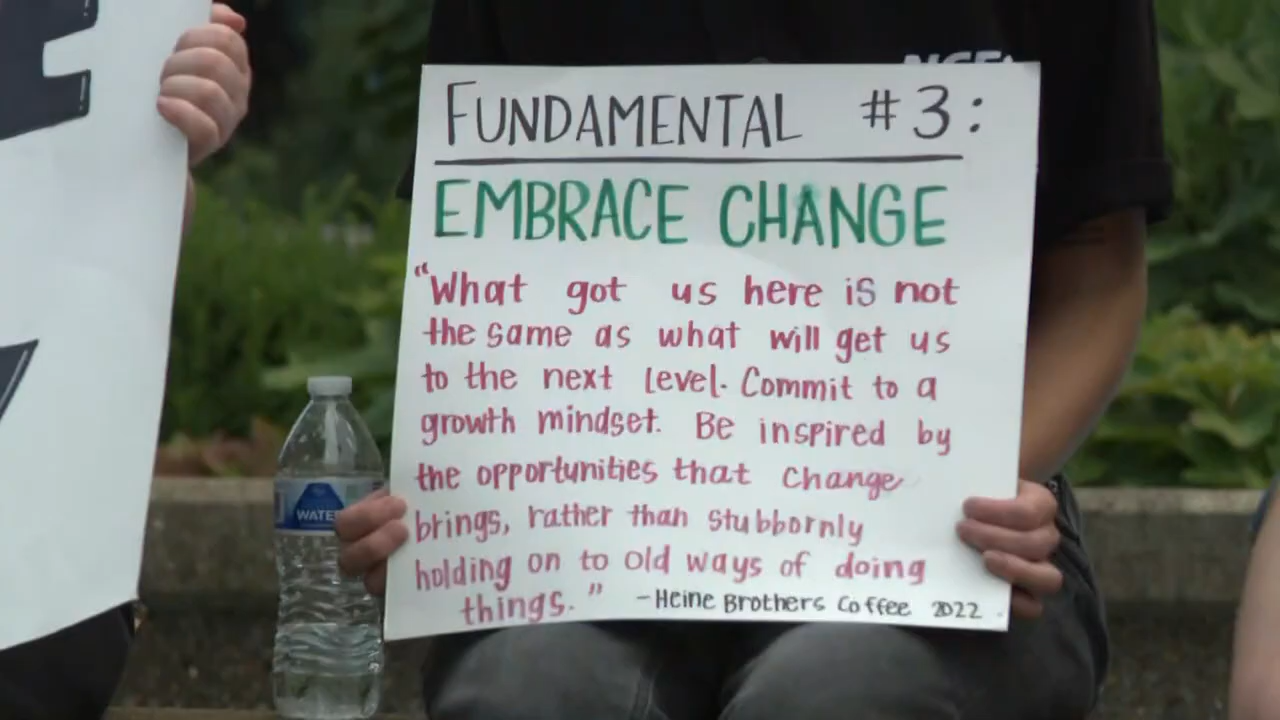 FUNDAMENTAL #3:
EMBRACE CHANGE
"What got us here is not
the same as what will get us
to the next level. Commit to a
growth mindset. Be inspired by
the opportunities that change
brings, rather than stubbornly
holding on to old ways of doing
things." -Heine Brothers Coffee 2022.
WATER